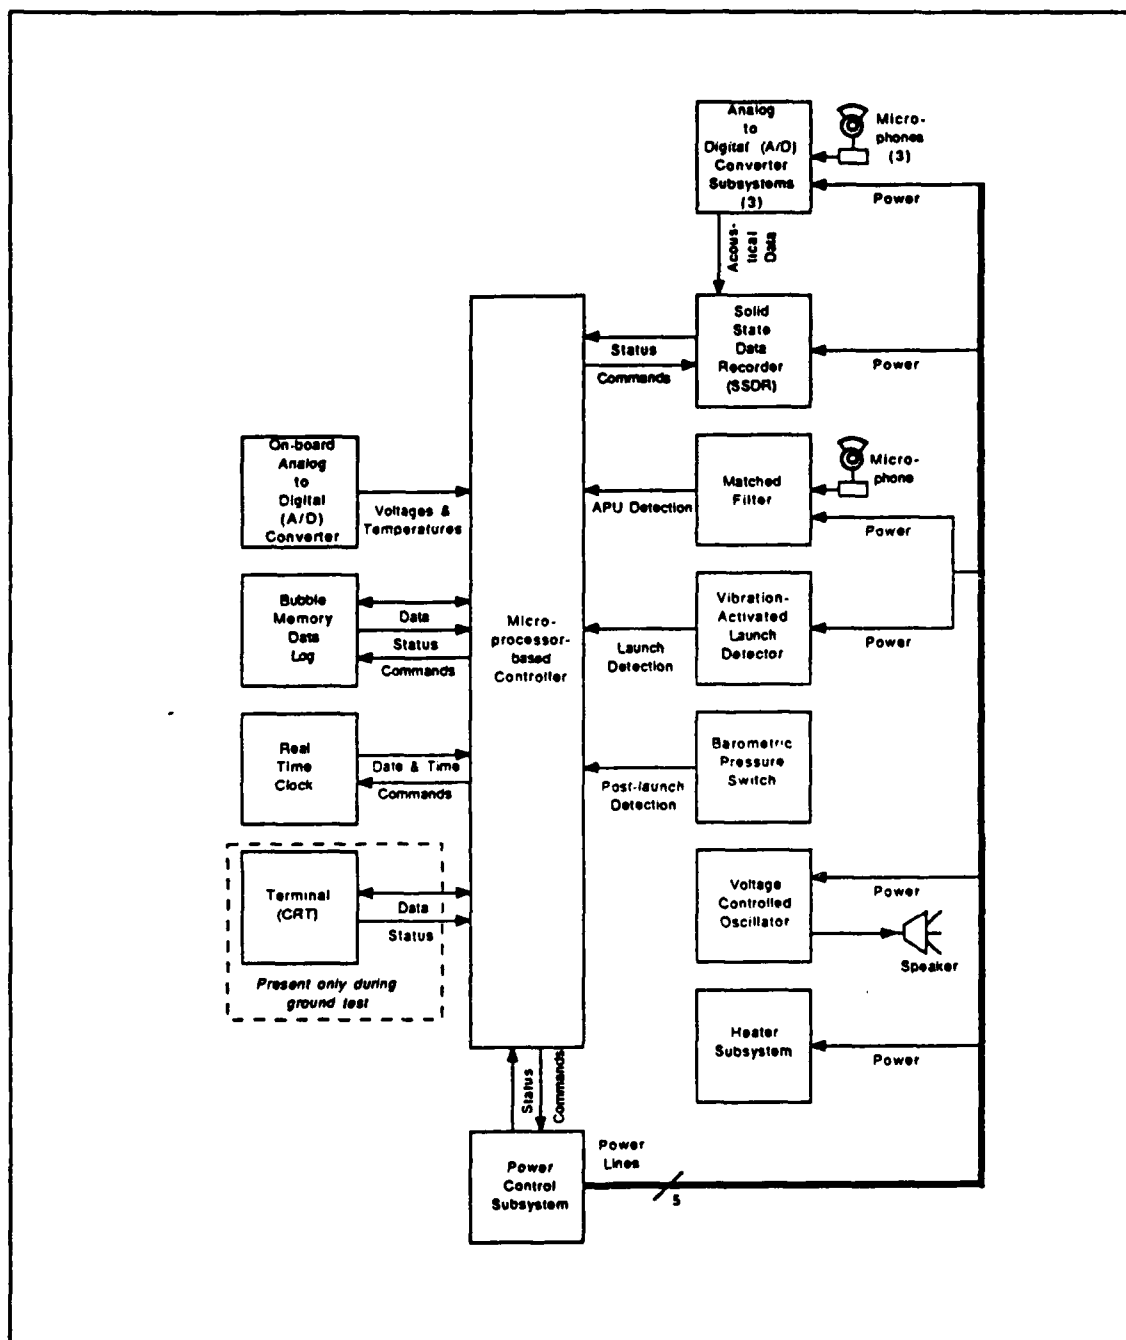 Analog
to
Digital (A/D)
Converter
Subsystems
(3)
Micro-
phones
(3)
Power
Acous-
tical
Data
Solid
State
Data
Recorder
(SSDR)
Status
Commands
Power
On-board
Analog
to
Digital
(A/D)
Converter
Voltages &
Temperatures
Matched
Filter
Micro-
phone
APU Detection
Power
Bubble
Memory
Data
Log
Data
Status
Commands
Micro-
processor-
based
Controller
Vibration-
Activated
Launch
Detector
Launch
Detection
Power
Real
Time
Clock
Date & Time
Commands
Barometric
Pressure
Switch
Post-launch
Detection
Terminal
(CRT)
Data
Status
Present only during
ground test
Voltage
Controlled
Oscillator
Power
Speaker
Heater
Subsystem
Power
Status
Commands
Power
Control
Subsystem
Power
Lines
5